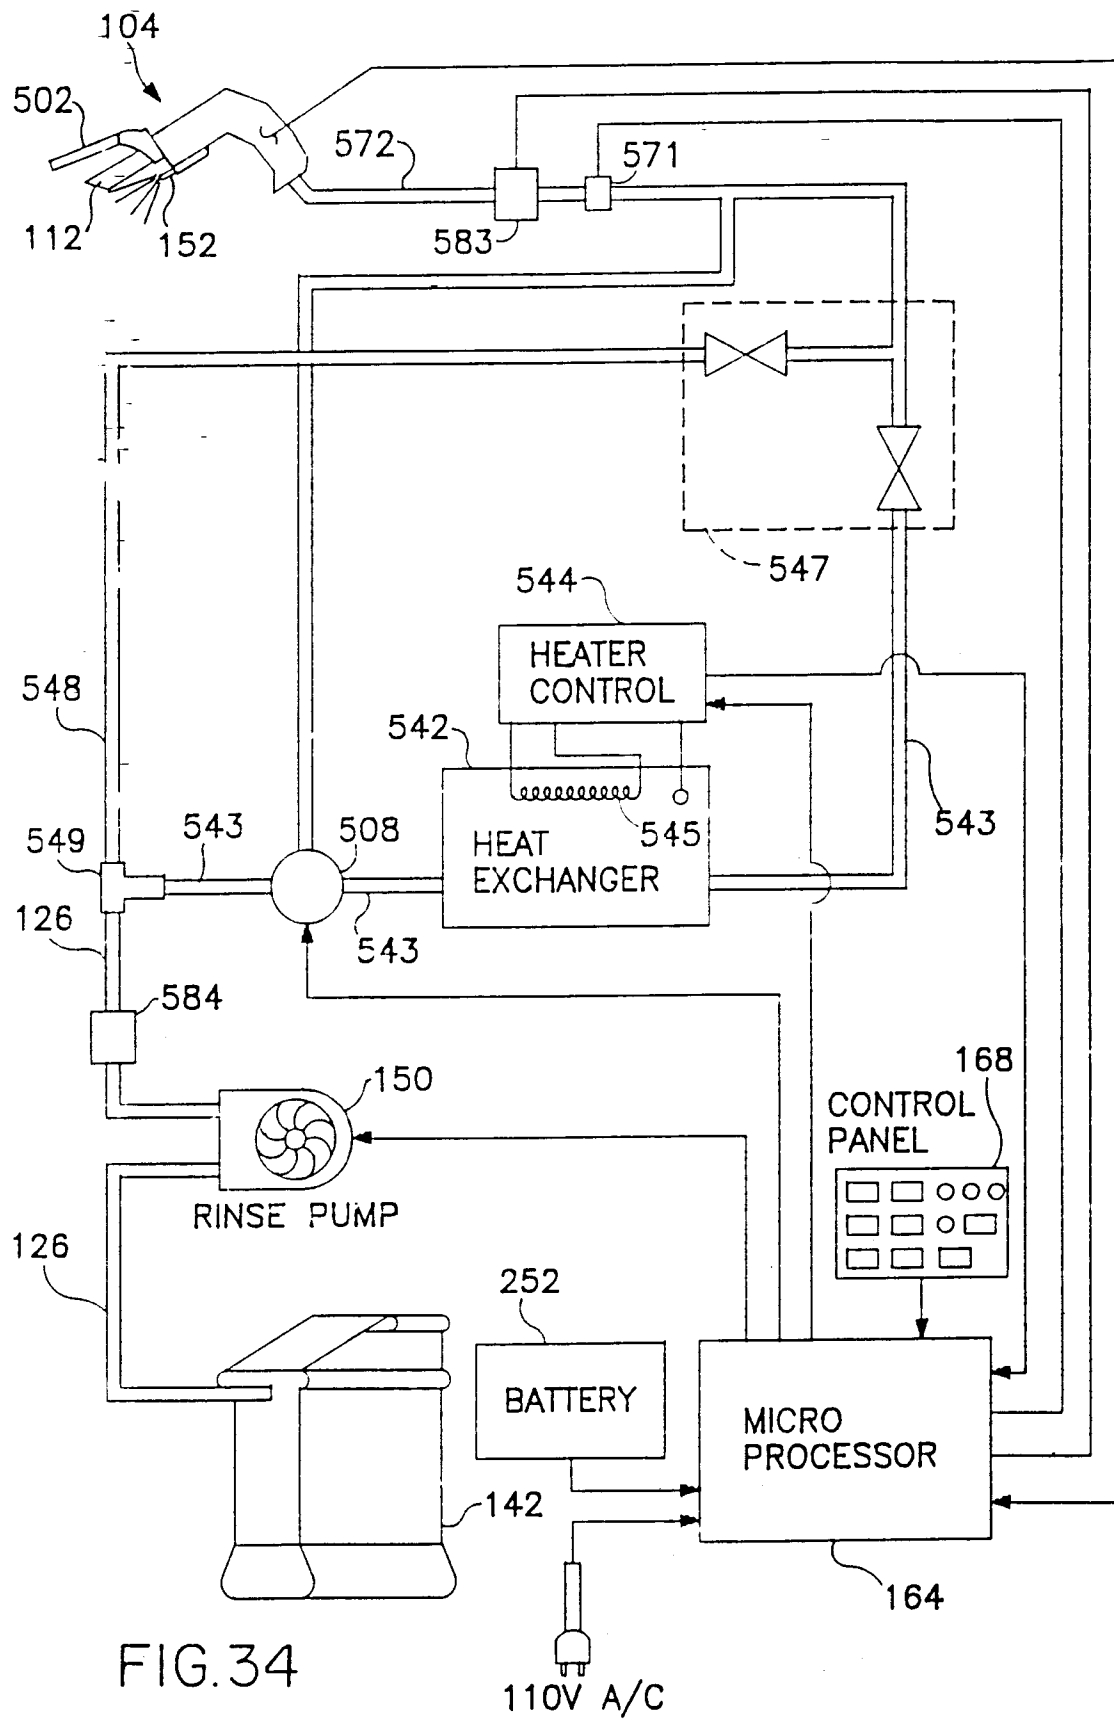 104
502
572
571
112
152
583
547
544
HEATER
CONTROL
548
542
543
543
508
545
549
HEAT
EXCHANGER
126
543
584
150
168
CONTROL
PANEL
RINSE PUMP
126
252
BATTERY
MICRO
PROCESSOR
142
164
FIG.34
110V A/C